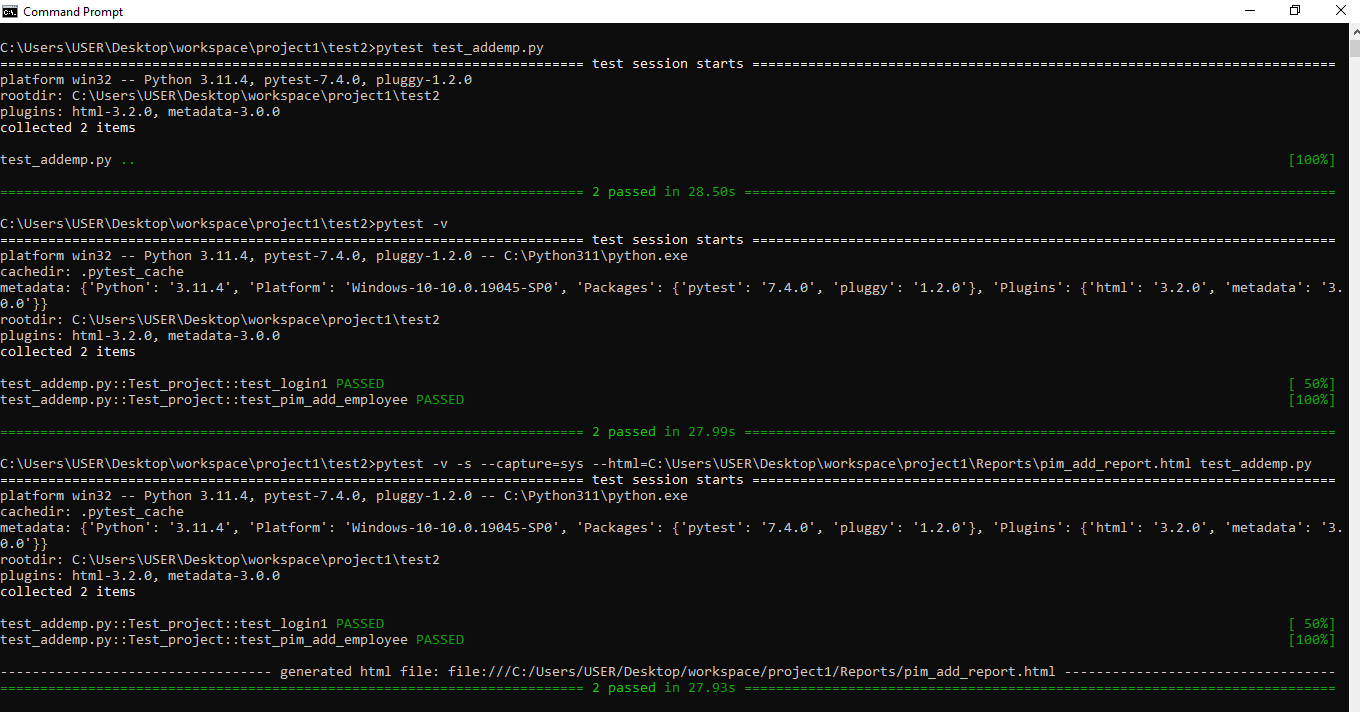 Command Prompt
C:\Users\USER\Desktop\workspace\project1\test2>pytest test_addemp.py
========================================================================= test session starts =========================================================================
platform win32 -- Python 3.11.4, pytest-7.4.0, pluggy-1.2.0
rootdir: C:\Users\USER\Desktop\workspace\project1\test2
plugins: html-3.2.0, metadata-3.0.0
collected 2 items
test_addemp.py .. [100%]
========================================================================= 2 passed in 28.50s ==========================================================================
C:\Users\USER\Desktop\workspace\project1\test2>pytest -v
========================================================================= test session starts =========================================================================
platform win32 -- Python 3.11.4, pytest-7.4.0, pluggy-1.2.0 -- C:\Python311\python.exe
cachedir: .pytest_cache
metadata: {'Python': '3.11.4', 'Platform': 'Windows-10-10.0.19045-SP0', 'Packages': {'pytest': '7.4.0', 'pluggy': '1.2.0'}, 'Plugins': {'html': '3.2.0', 'metadata': '3.
0.0'}}
rootdir: C:\Users\USER\Desktop\workspace\project1\test2
plugins: html-3.2.0, metadata-3.0.0
collected 2 items
test_addemp.py::Test_project::test_login1 PASSED [ 50%]
test_addemp.py::Test_project::test_pim_add_employee PASSED [100%]
========================================================================= 2 passed in 27.99s ==========================================================================
C:\Users\USER\Desktop\workspace\project1\test2>pytest -v -s --capture=sys --html=C:\Users\USER\Desktop\workspace\project1\Reports\pim_add_report.html test_addemp.py
========================================================================= test session starts =========================================================================
platform win32 -- Python 3.11.4, pytest-7.4.0, pluggy-1.2.0 -- C:\Python311\python.exe
cachedir: .pytest_cache
metadata: {'Python': '3.11.4', 'Platform': 'Windows-10-10.0.19045-SP0', 'Packages': {'pytest': '7.4.0', 'pluggy': '1.2.0'}, 'Plugins': {'html': '3.2.0', 'metadata': '3.
0.0'}}
rootdir: C:\Users\USER\Desktop\workspace\project1\test2
plugins: html-3.2.0, metadata-3.0.0
collected 2 items
test_addemp.py::Test_project::test_login1 PASSED [ 50%]
test_addemp.py::Test_project::test_pim_add_employee PASSED [100%]
---------------------------------- generated html file: file:///C:/Users/USER/Desktop/workspace/project1/Reports/pim_add_report.html ----------------------------------
========================================================================= 2 passed in 27.93s ==========================================================================